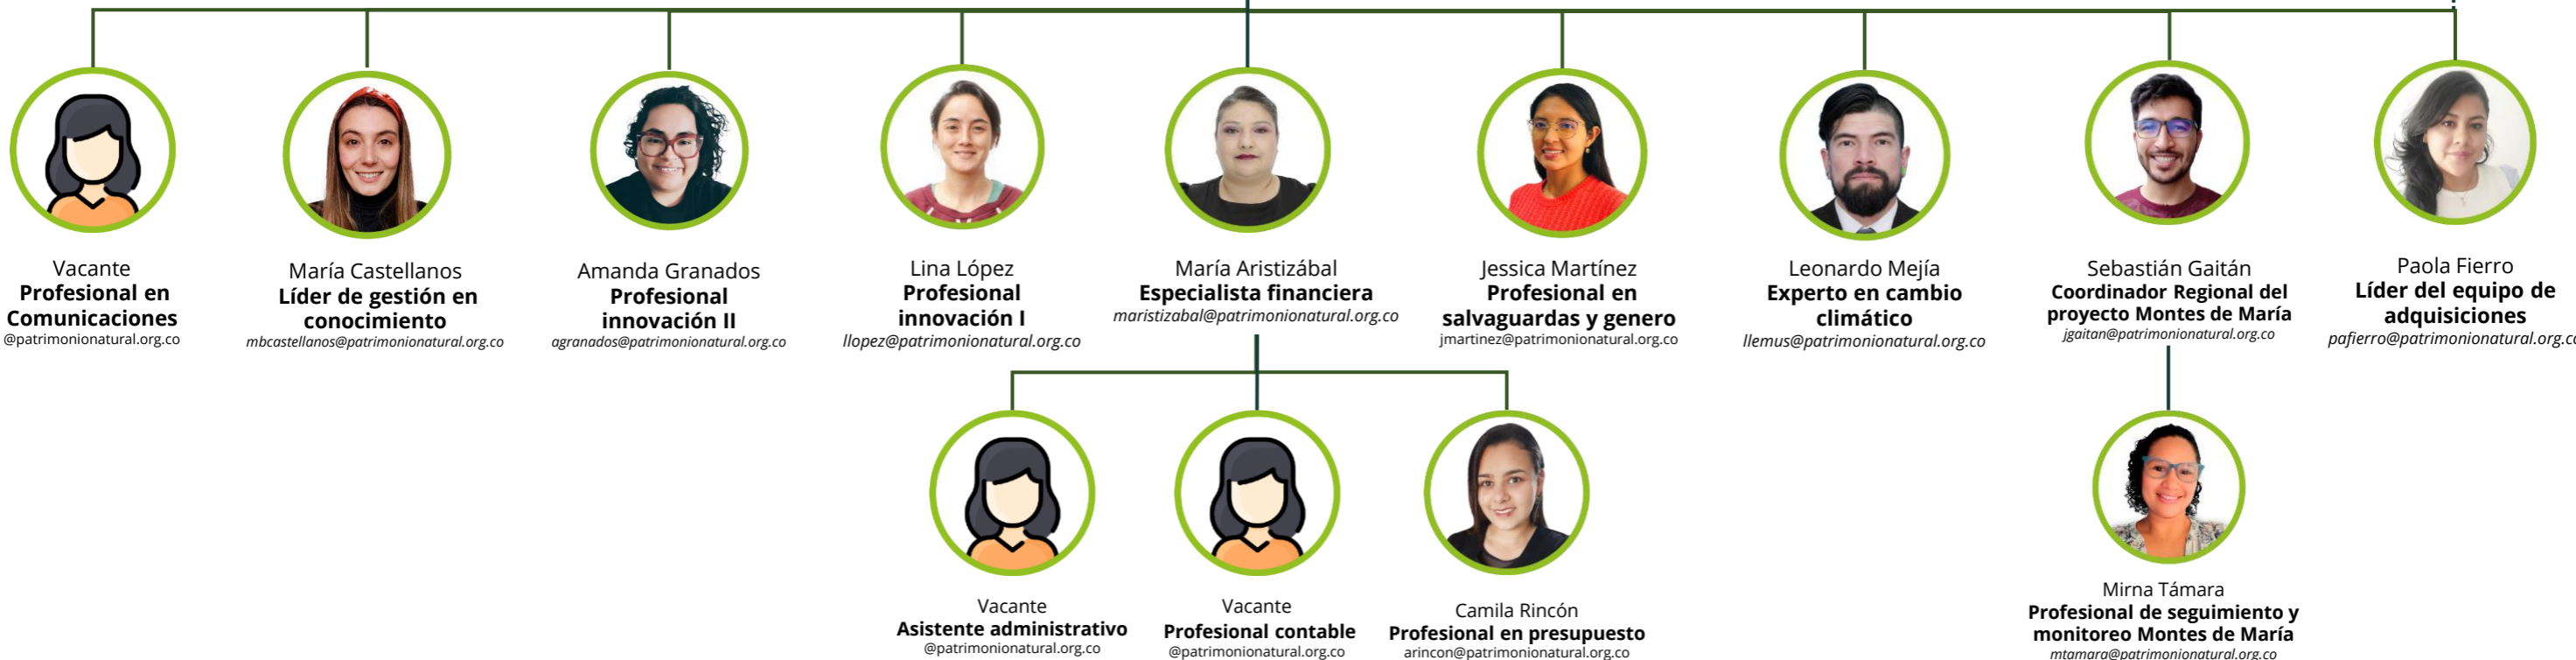 Vacante
Profesional en
Comunicaciones
@patrimonionatural.org.co
María Castellanos
Líder de gestión en
conocimiento
mbcastellanos@patrimonionatural.org.co
Amanda Granados
Profesional
innovación II
agranados@patrimonionatural.org.co
Lina López
Profesional
innovación I
llopez@patrimonionatural.org.co
María Aristizábal
Especialista financiera
maristizabal@patrimonionatural.org.co
Jessica Martínez
Profesional en
salvaguardas y genero
jmartinez@patrimonionatural.org.co
Leonardo Mejía
Experto en cambio
climático
llemus@patrimonionatural.org.co
Sebastián Gaitán
Coordinador Regional del
proyecto Montes de María
jgaitan@patrimonionatural.org.co
Paola Fierro
Líder del equipo de
adquisiciones
pafierro@patrimonionatural.org.co
Vacante
Asistente administrativo
@patrimonionatural.org.co
Vacante
Profesional contable
@patrimonionatural.org.co
Camila Rincón
Profesional en presupuesto
arincon@patrimonionatural.org.co
Mirna Támara
Profesional de seguimiento y
monitoreo Montes de María
mtamara@patrimonionatural.org.co